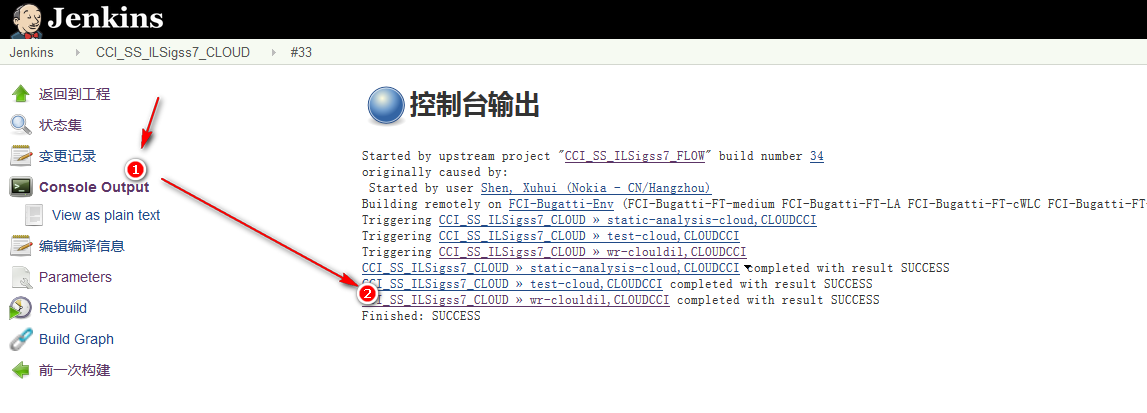 Jenkins
Jenkins CCI_SS_ILSigss7_CLOUD #33
返回到工程
状态集
变更记录
1
Console Output
View as plain text
编辑编译信息
Parameters
Rebuild
Build Graph
前一次构建
控制台输出
Started by upstream project "CCI_SS_ILSigss7_FLOW" build number 34
originally caused by:
Started by user Shen, Xuhui (Nokia - CN/Hangzhou)
Building remotely on FCI-Bugatti-Env (FCI-Bugatti-FT-medium FCI-Bugatti-FT-LA FCI-Bugatti-FT-cWLC FCI-Bugatti-FT-
Triggering CCI_SS_ILSigss7_CLOUD » static-analysis-cloud,CLOUDCCI
Triggering CCI_SS_ILSigss7_CLOUD » test-cloud,CLOUDCCI
Triggering CCI_SS_ILSigss7_CLOUD » wr-clouldil,CLOUDCCI
CCI_SS_ILSigss7_CLOUD » static-analysis-cloud,CLOUDCCI completed with result SUCCESS
CCI_SS_ILSigss7_CLOUD » test-cloud,CLOUDCCI completed with result SUCCESS
2
CCI_SS_ILSigss7_CLOUD » wr-clouldil,CLOUDCCI completed with result SUCCESS
Finished: SUCCESS